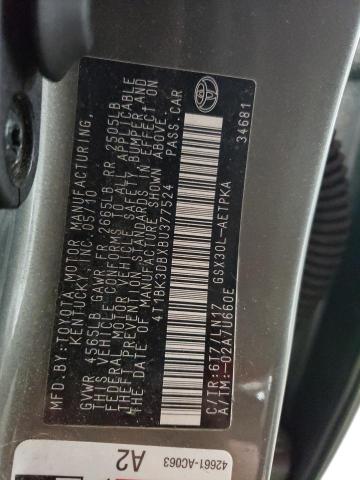 MFD.BY:TOYOTA MOTOR MANUFACTURING,
KENTUCKY, INC. 05/10
GVWR 4565LB GAWR FR 2665LB RR 2505LB
THIS VEHICLE CONFORMS TO ALL APPLICABLE
FEDERAL MOTOR VEHICLE SAFETY BUMPER,AND
THEFT PREVENTION STANDARDS IN EFFECT ON
THE DATE OF MANUFACTURE SHOWN ABOVE.
4T1BK3DBXBU377524 PASS.CAR
C/TR:6T7/LN17 GSX30L-AETPKA
A/TM:-02A/U660E
34681
42661-AC063
A2